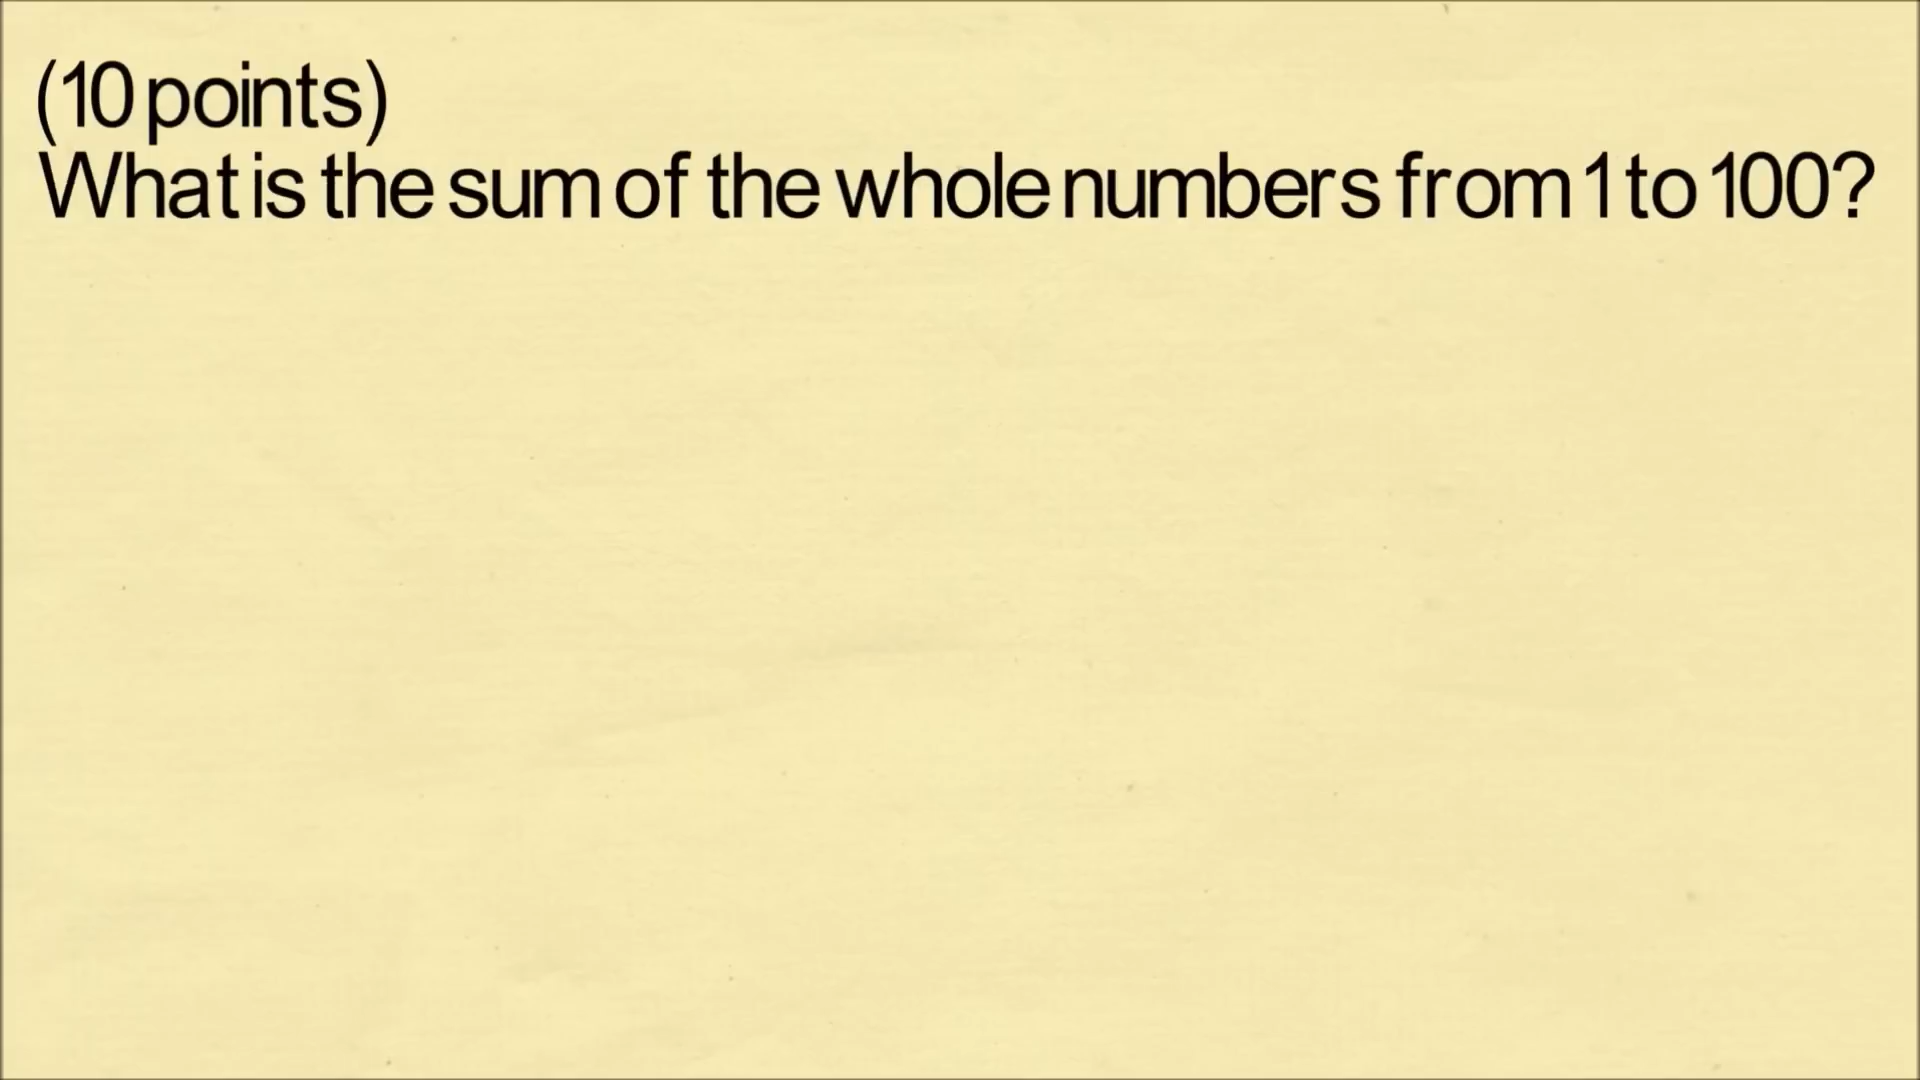 (10 points)
What is the sum of the whole numbers from 1 to 100?